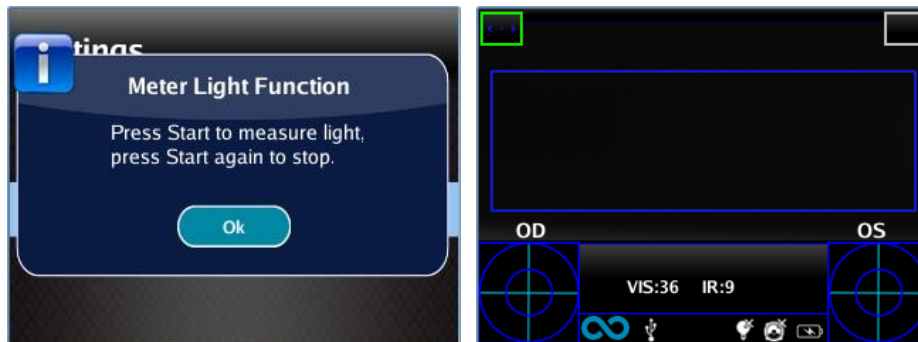 tings
Meter Light Function
Press Start to measure light,
press Start again to stop.
Ok
OD
OS
VIS:36 IR:9